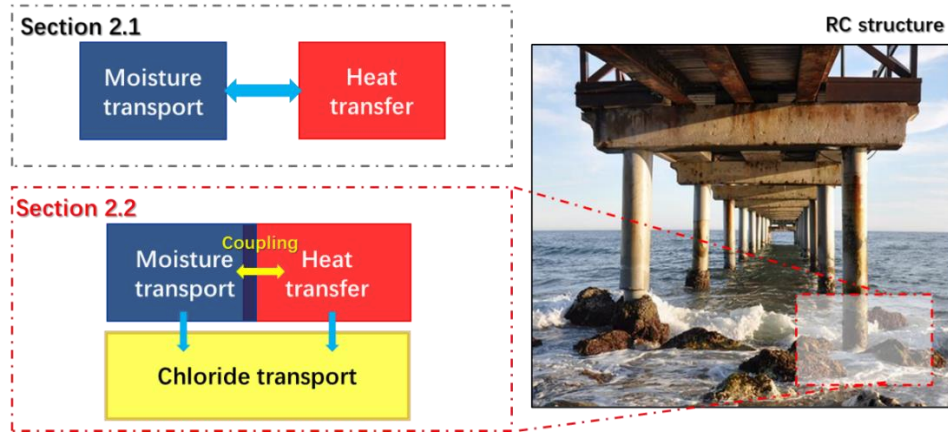 Section 2.1
Moisture
transport
Heat
transfer
RC structure
Section 2.2
Coupling
Moisture
transport
Heat
transfer
Chloride transport